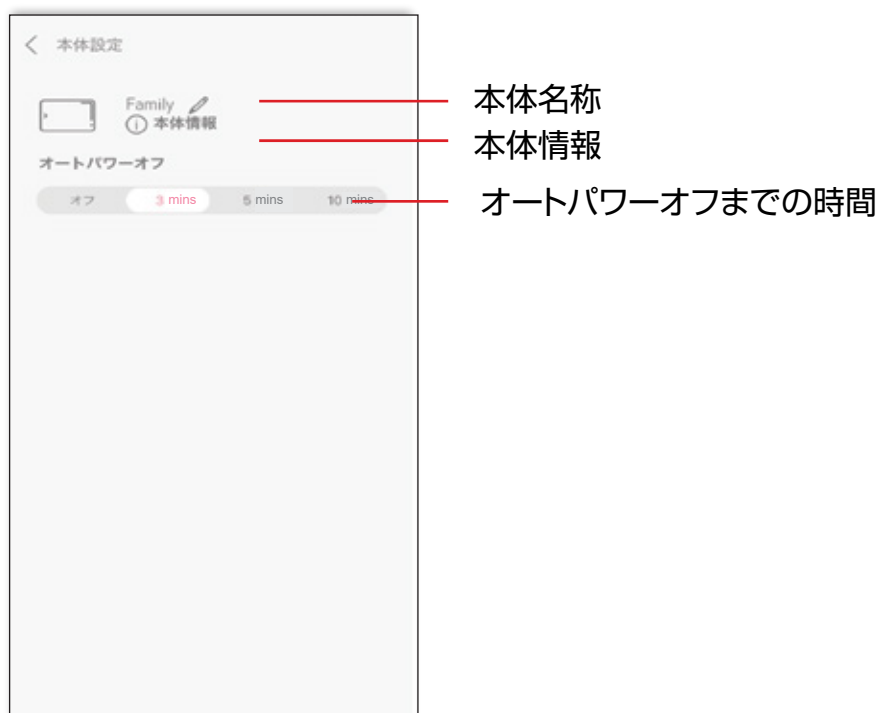 本体設定
Family
本体情報
オートパワーオフ
オフ 3 mins 5 mins 10 mins
本体名称
本体情報
オートパワーオフまでの時間